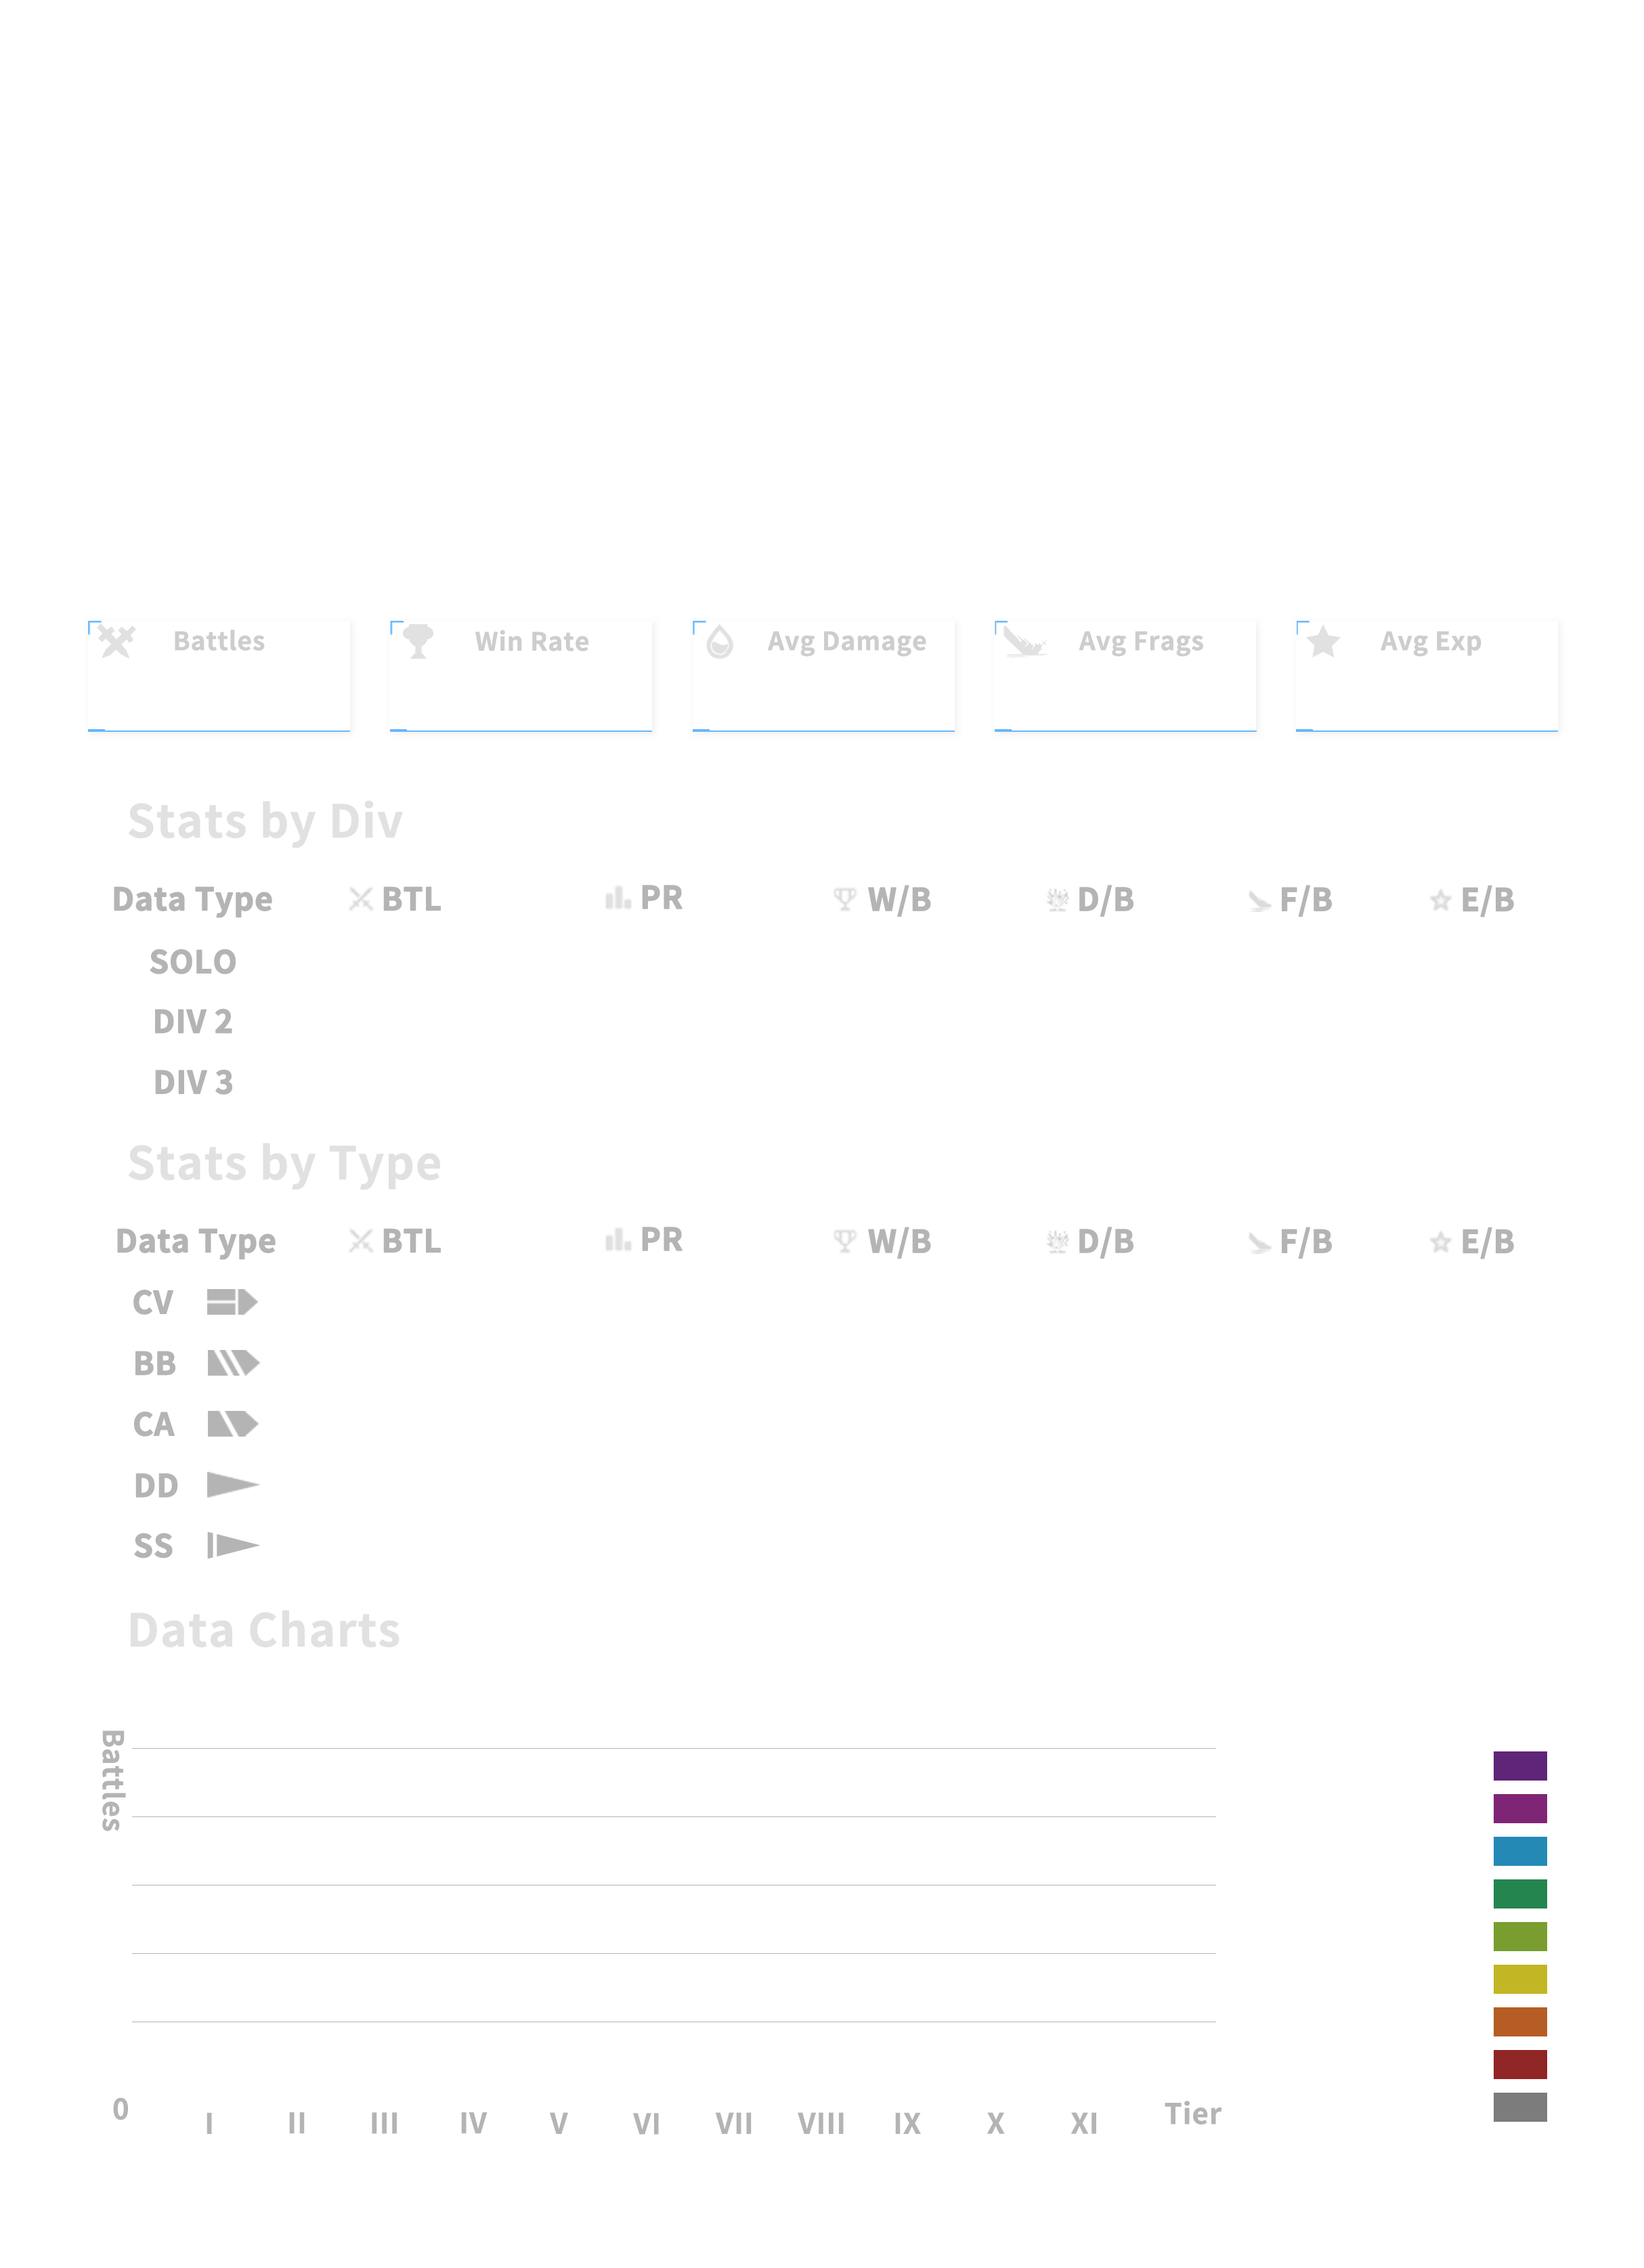 Battles Win Rate Avg Damage Avg Frags Avg Exp
Stats by Div
Data Type BTL PR W/B D/B F/B E/B
SOLO
DIV 2
DIV 3
Stats by Type
Data Type BTL PR W/B D/B F/B E/B
CV
BB
CA
DD
SS
Data Charts
Battles
0 I II III IV V VI VII VIII IX X XI Tier